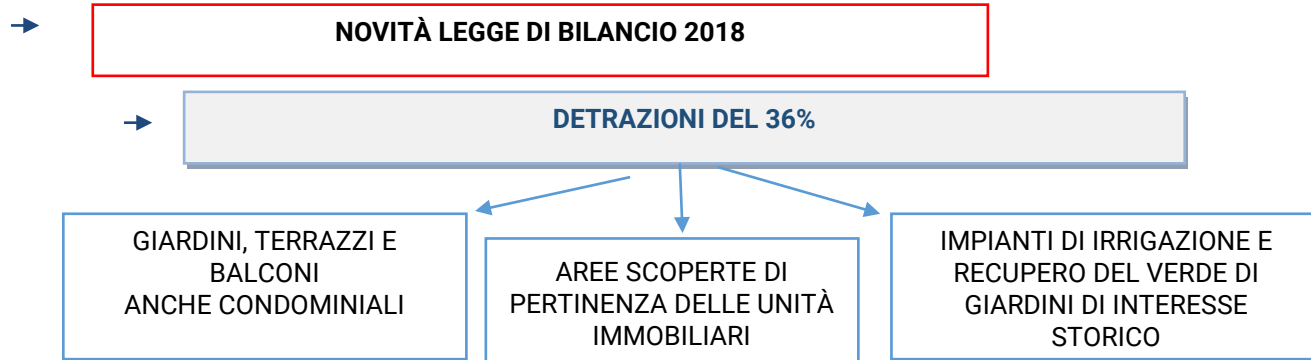 NOVITÀ LEGGE DI BILANCIO 2018
DETRAZIONI DEL 36%
GIARDINI, TERRAZZI E
BALCONI
ANCHE CONDOMINIALI
AREE SCOPERTE DI
PERTINENZA DELLE UNITÀ
IMMOBILIARI
IMPIANTI DI IRRIGAZIONE E
RECUPERO DEL VERDE DI
GIARDINI DI INTERESSE
STORICO